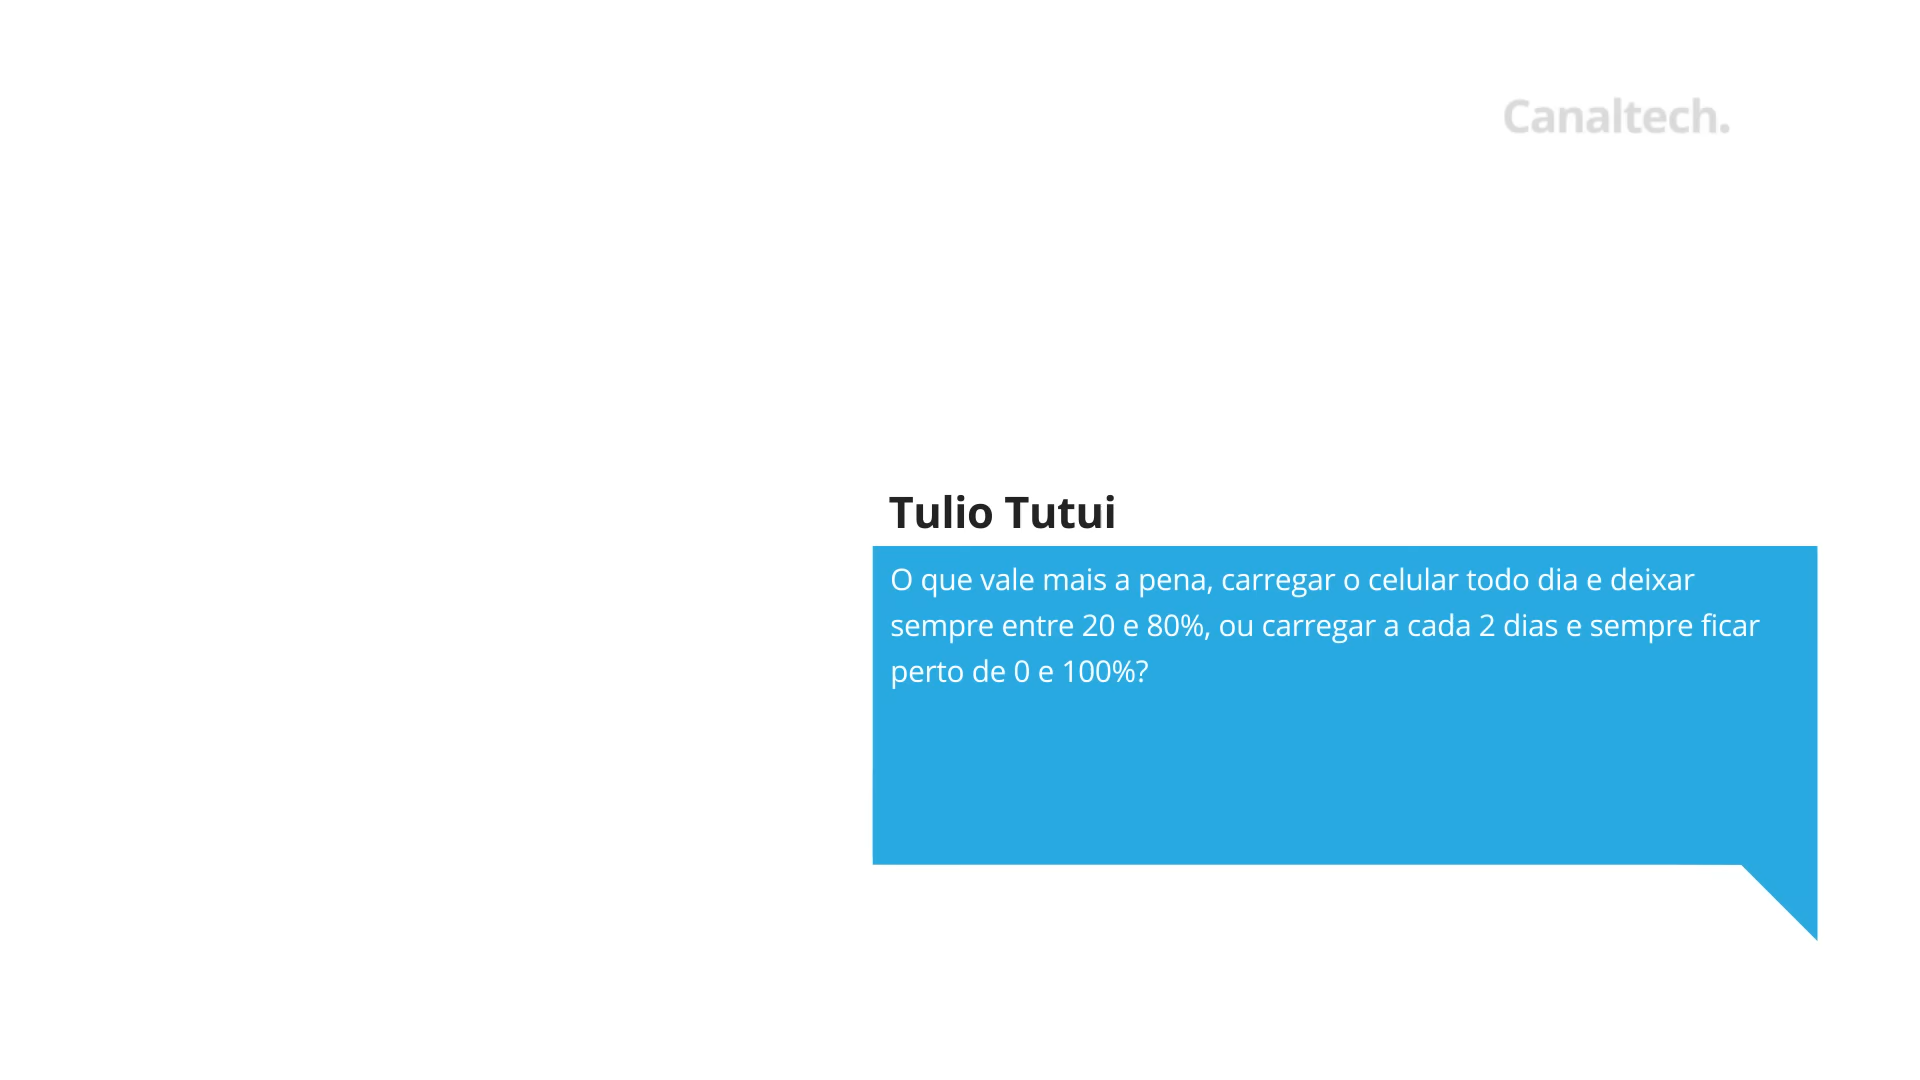 Canaltech.
Tulio Tutui
O que vale mais a pena, carregar o celular todo dia e deixar
sempre entre 20 e 80%, ou carregar a cada 2 dias e sempre ficar
perto de 0 e 100%?